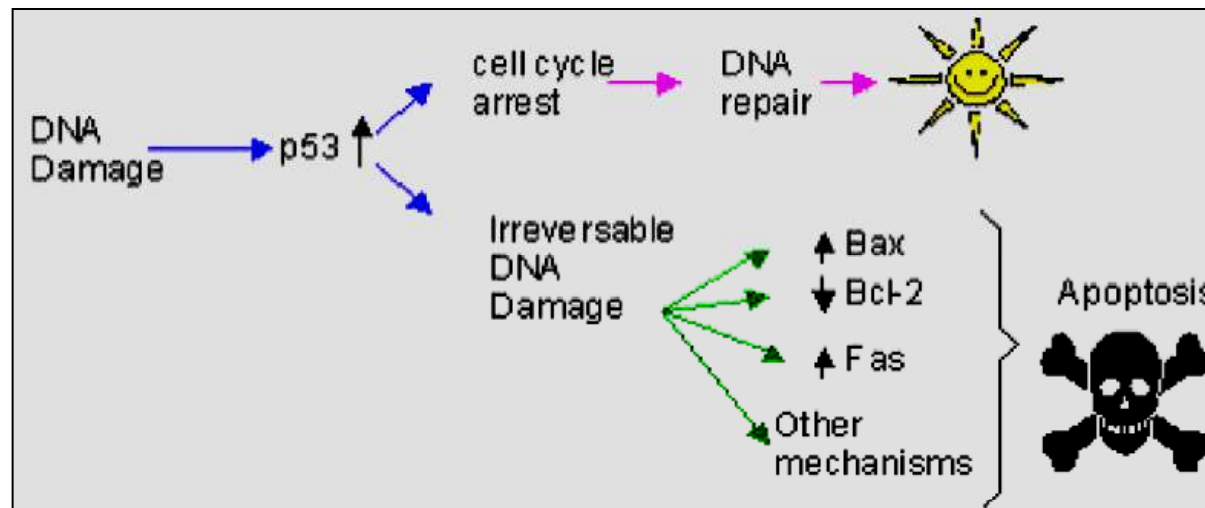 DNA
Damage
p53
cell cycle
arrest
DNA
repair
Irreversable
DNA
Damage
Bax
Bcl-2
Fas
Other
mechanisms
Apoptosis